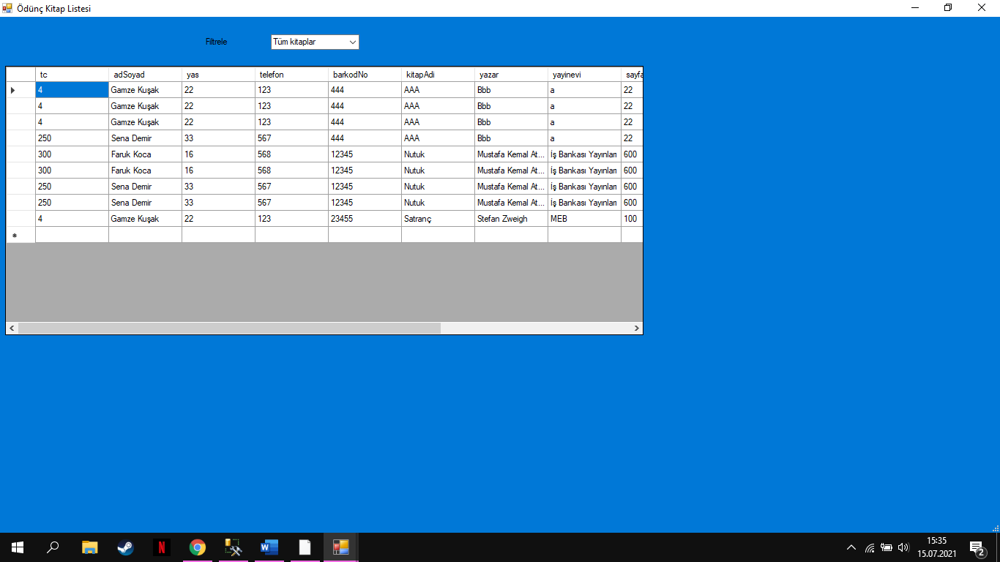 Ödünç Kitap Listesi
Filtrele Tüm kitaplar
tc adSoyad yas telefon barkodNo kitapAdi yazar yayinevi sayfa
4 Gamze Kuşak 22 123 444 AAA Bbb a 22
4 Gamze Kuşak 22 123 444 AAA Bbb a 22
4 Gamze Kuşak 22 123 444 AAA Bbb a 22
250 Sena Demir 33 567 444 AAA Bbb a 22
300 Faruk Koca 16 568 12345 Nutuk Mustafa Kemal At... İş Bankası Yayınları 600
300 Faruk Koca 16 568 12345 Nutuk Mustafa Kemal At... İş Bankası Yayınları 600
250 Sena Demir 33 567 12345 Nutuk Mustafa Kemal At... İş Bankası Yayınları 600
250 Sena Demir 33 567 12345 Nutuk Mustafa Kemal At... İş Bankası Yayınları 600
4 Gamze Kuşak 22 123 23455 Satranç Stefan Zweigh MEB 100
15:35
15.07.2021
2